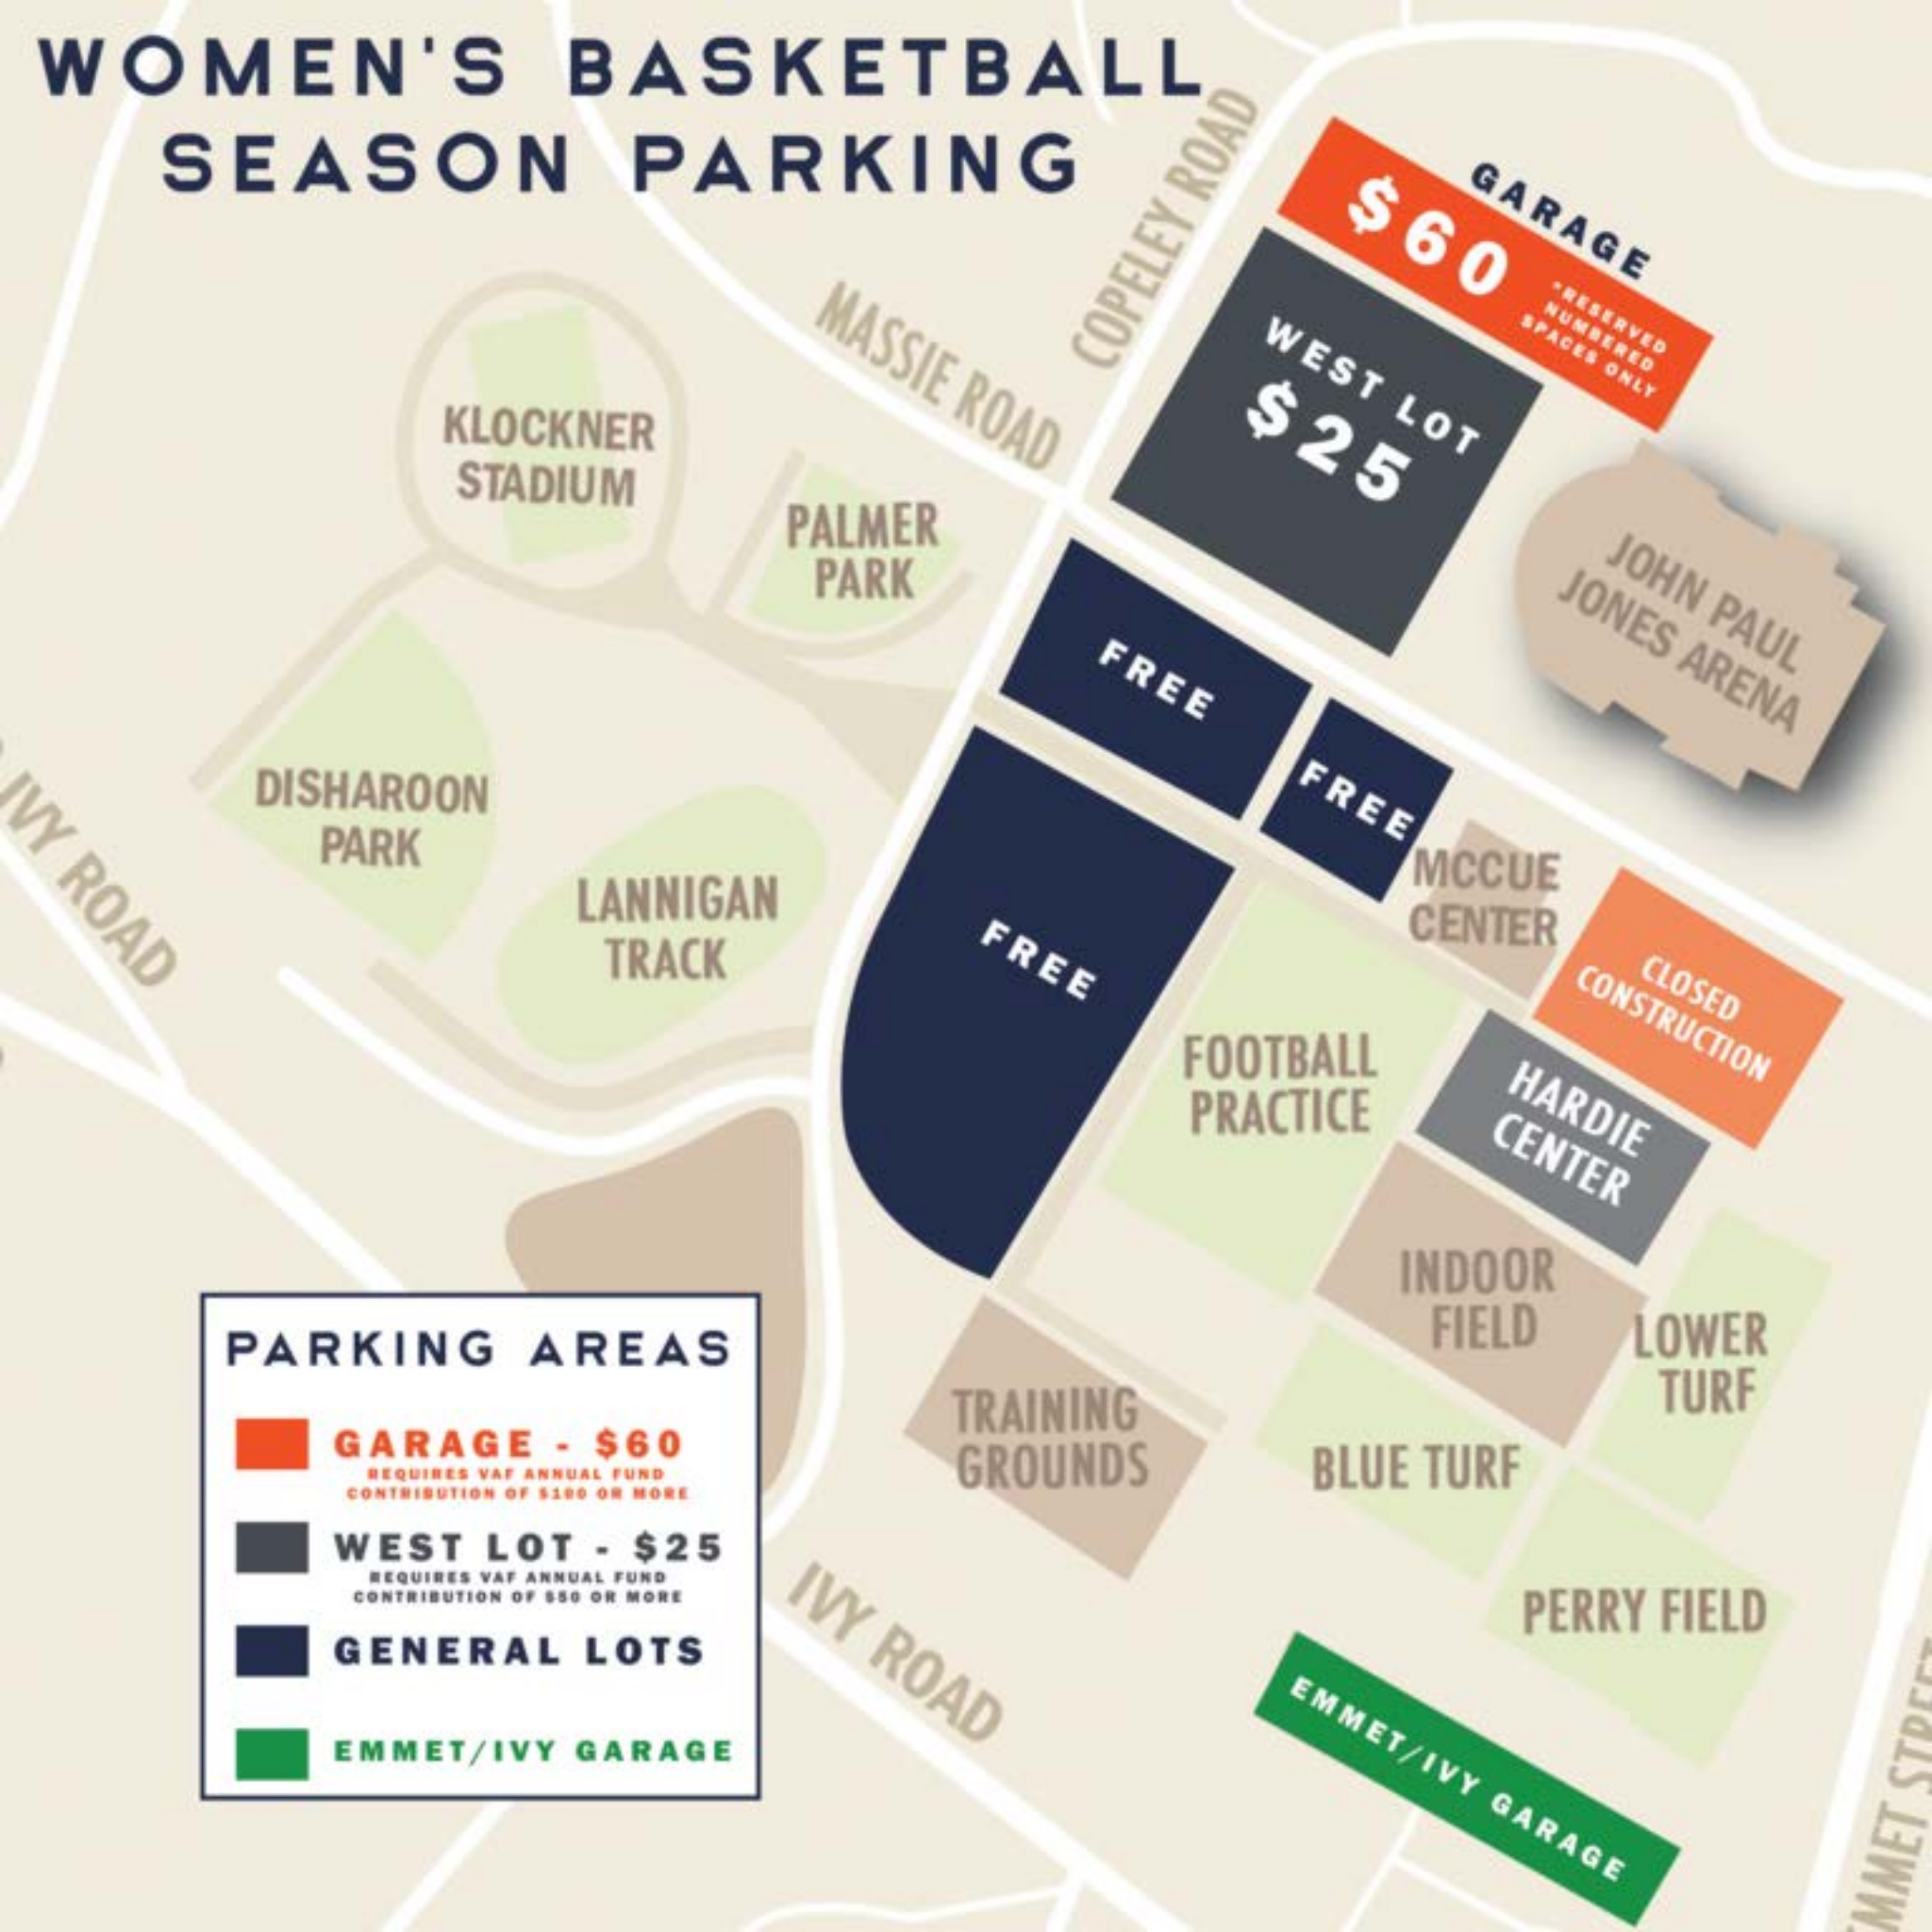 WOMEN'S BASKETBALL
SEASON PARKING
COPELEY ROAD
GARAGE
$60
*RESERVED
NUMBERED
SPACES ONLY
MASSIE ROAD
WEST LOT
$25
KLOCKNER
STADIUM
PALMER
PARK
JOHN PAUL
JONES ARENA
FREE
FREE
DISHAROON
PARK
IVY ROAD
LANNIGAN
TRACK
FREE
MCCUE
CENTER
CLOSED
CONSTRUCTION
FOOTBALL
PRACTICE
HARDIE
CENTER
INDOOR
FIELD
LOWER
TURF
TRAINING
GROUNDS
BLUE TURF
PERRY FIELD
IVY ROAD
EMMET/IVY GARAGE
PARKING AREAS
GARAGE - $60
REQUIRES VAF ANNUAL FUND
CONTRIBUTION OF $100 OR MORE
WEST LOT - $25
REQUIRES VAF ANNUAL FUND
CONTRIBUTION OF $50 OR MORE
GENERAL LOTS
EMMET/IVY GARAGE